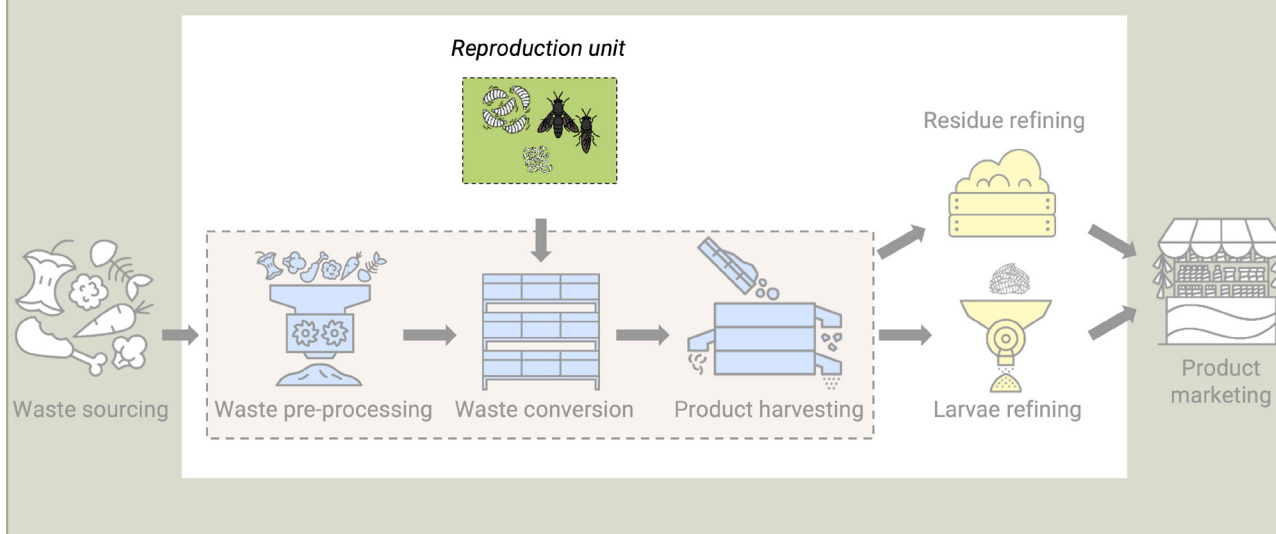 Reproduction unit
Residue refining
Waste sourcing
Waste pre-processing
Waste conversion
Product harvesting
Larvae refining
Product
marketing